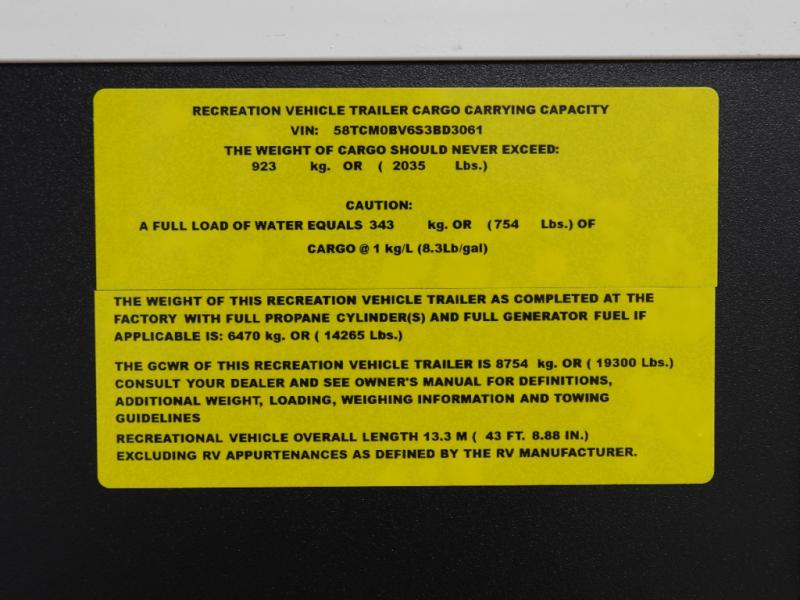 RECREATION VEHICLE TRAILER CARGO CARRYING CAPACITY
VIN: 58TCM0BV6S3BD3061
THE WEIGHT OF CARGO SHOULD NEVER EXCEED:
923 kg. OR ( 2035 Lbs.)
CAUTION:
A FULL LOAD OF WATER EQUALS 343 kg. OR (754 Lbs.) OF
CARGO @ 1 kg/L (8.3Lb/gal)
THE WEIGHT OF THIS RECREATION VEHICLE TRAILER AS COMPLETED AT THE
FACTORY WITH FULL PROPANE CYLINDER(S) AND FULL GENERATOR FUEL IF
APPLICABLE IS: 6470 kg. OR ( 14265 Lbs.)
THE GCWR OF THIS RECREATION VEHICLE TRAILER IS 8754 kg. OR ( 19300 Lbs.)
CONSULT YOUR DEALER AND SEE OWNER'S MANUAL FOR DEFINITIONS,
ADDITIONAL WEIGHT, LOADING, WEIGHING INFORMATION AND TOWING
GUIDELINES
RECREATIONAL VEHICLE OVERALL LENGTH 13.3 M ( 43 FT. 8.88 IN.)
EXCLUDING RV APPURTENANCES AS DEFINED BY THE RV MANUFACTURER.